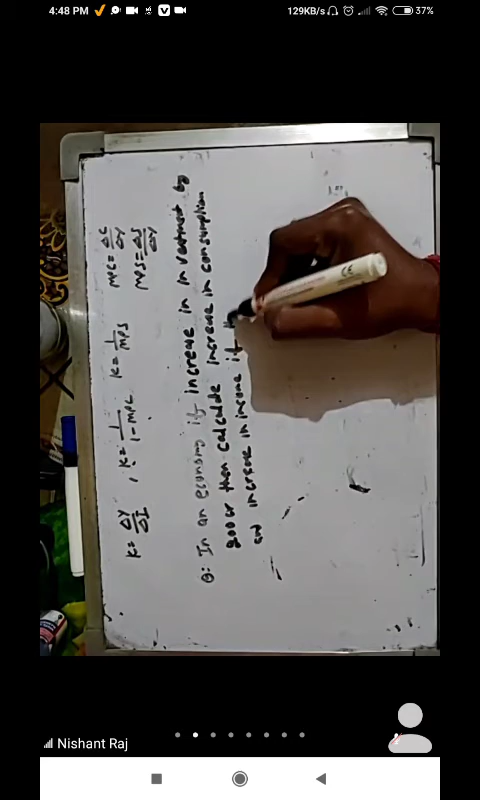 4:48 PM
129KB/s
37%
K = ΔY/ΔI , K = 1/1-MPC K = 1/MPS MPC = ΔC/ΔY
MPS = ΔS/ΔY
Q: In an economy if increase in investment by
200 cr then calculate increase in consumption
and increase in income if
Nishant Raj